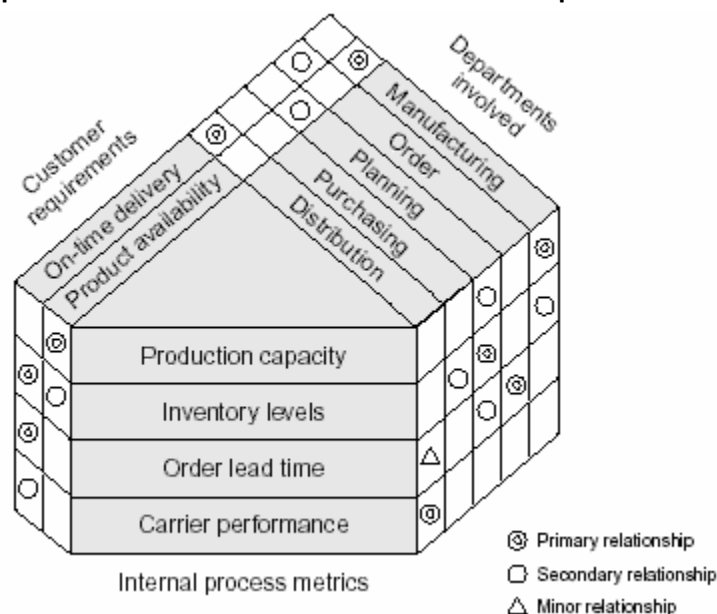 Departments
involved
Customer
requirements
Manufacturing
Order
Planning
Purchasing
Distribution
On-time delivery
Product availability
Production capacity
Inventory levels
Order lead time
Carrier performance
Internal process metrics
Primary relationship
Secondary relationship
Minor relationship